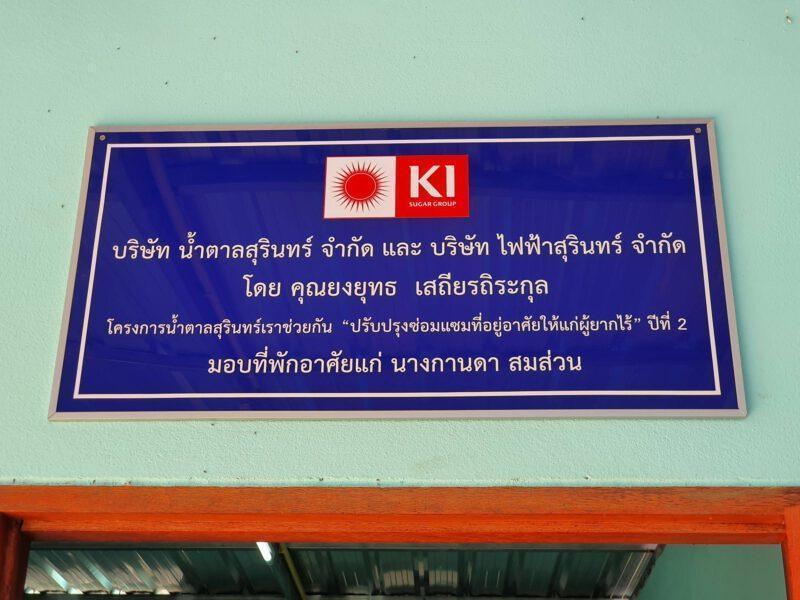 KI
SUGAR GROUP
บริษัท น้ำตาลสุรินทร์ จำกัด และ บริษัท ไฟฟ้าสุรินทร์ จำกัด
โดย คุณยงยุทธ เสถียรถิระกุล
โครงการน้ำตาลสุรินทร์เราช่วยกัน “ปรับปรุงซ่อมแซมที่อยู่อาศัยให้แก่ผู้ยากไร้” ปีที่ 2
มอบที่พักอาศัยแก่ นางกานดา สมส่วน